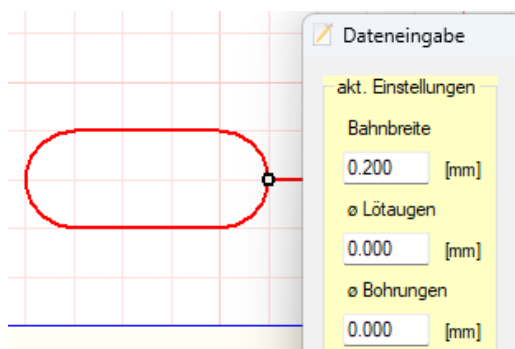 Dateneingabe
akt. Einstellungen
Bahnbreite
0.200 [mm]
ø Lötaugen
0.000 [mm]
ø Bohrungen
0.000 [mm]